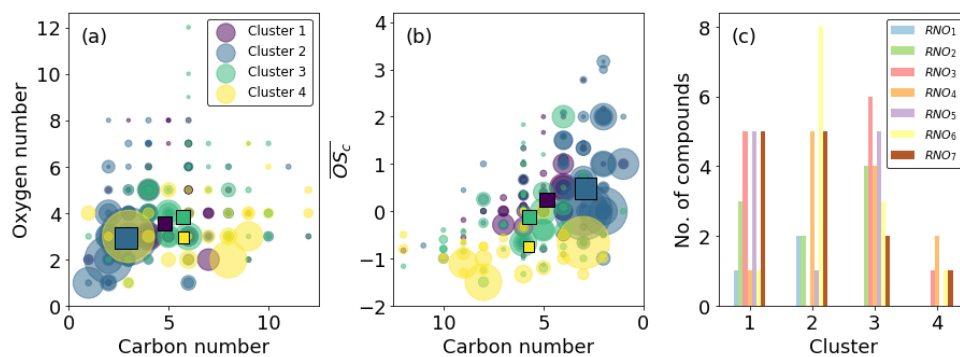 (a)
Cluster 1
Cluster 2
Cluster 3
Cluster 4
Oxygen number
12
10
8
6
4
2
0
0 5 10
Carbon number
(b)
OSc
4
3
2
1
0
−1
−2
10 5 0
Carbon number
(c)
RNO1
RNO2
RNO3
RNO4
RNO5
RNO6
RNO7
No. of compounds
8
6
4
2
0
1 2 3 4
Cluster